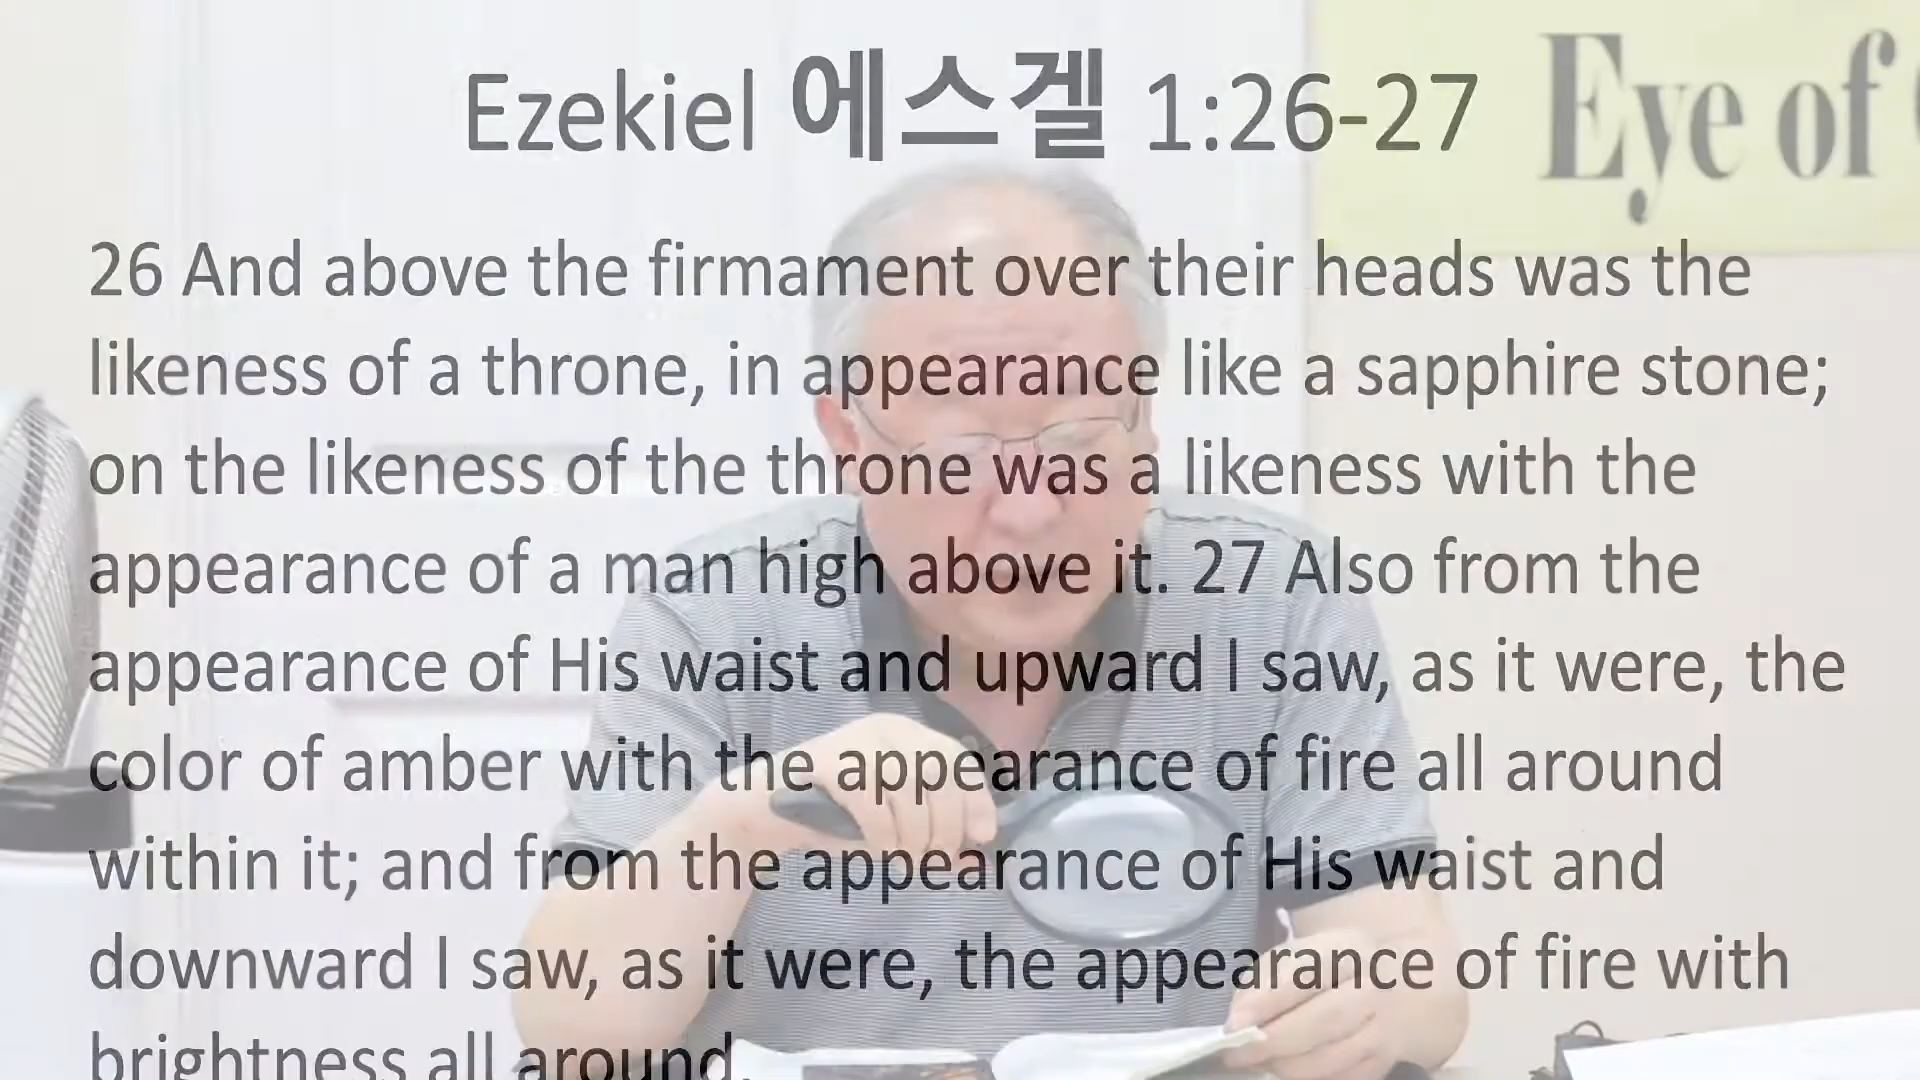 Ezekiel 에스겔 1:26-27
Eye of
26 And above the firmament over their heads was the
likeness of a throne, in appearance like a sapphire stone;
on the likeness of the throne was a likeness with the
appearance of a man high above it. 27 Also from the
appearance of His waist and upward I saw, as it were, the
color of amber with the appearance of fire all around
within it; and from the appearance of His waist and
downward I saw, as it were, the appearance of fire with
brightness all around.